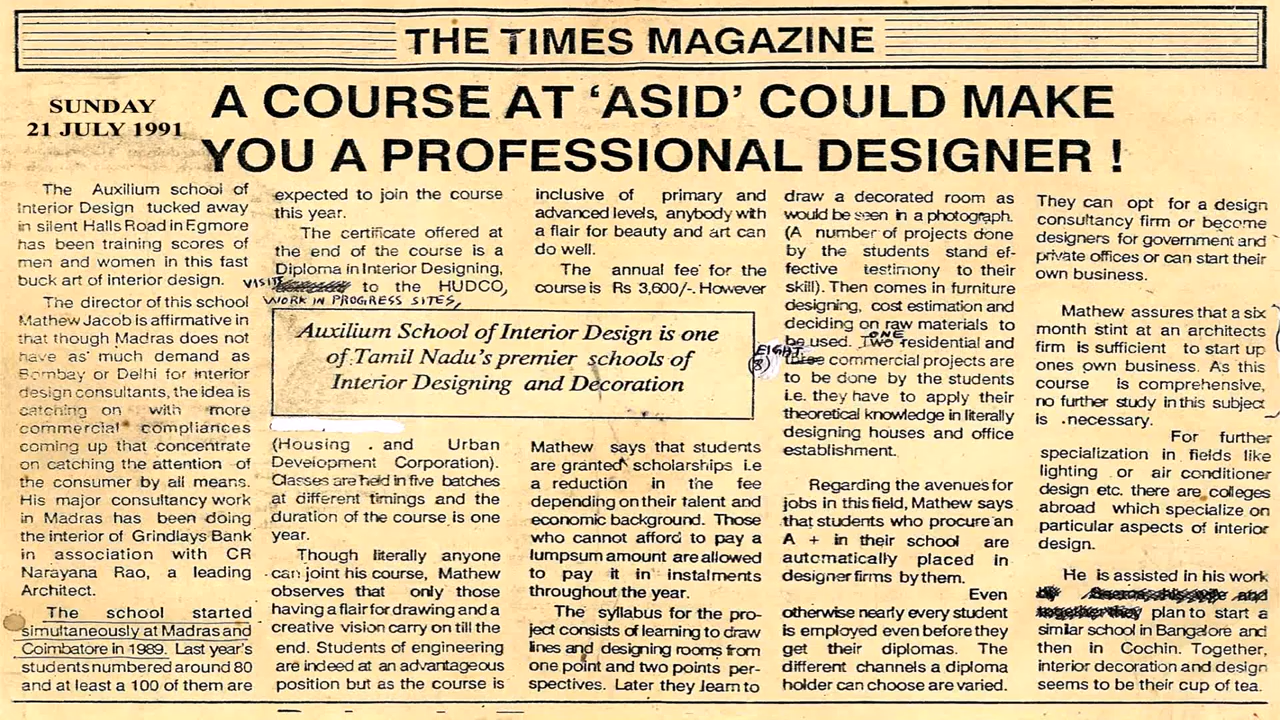 THE TIMES MAGAZINE
SUNDAY
21 JULY 1991
A COURSE AT ‘ASID’ COULD MAKE
YOU A PROFESSIONAL DESIGNER !
The Auxilium school of
Interior Design tucked away
in silent Halls Road in Egmore
has been training scores of
men and women in this fast
buck art of interior design.
The director of this school
Mathew Jacob is affirmative in
that though Madras does not
have as much demand as
Bombay or Delhi for interior
design consultants, the idea is
catching on with more
commercial compliances
coming up that concentrate
on catching the attention of
the consumer by all means.
His major consultancy work
in Madras has been doing
the interior of Grindlays Bank
in association with CR
Narayana Rao, a leading
Architect.
The school started
simultaneously at Madras and
Coimbatore in 1989. Last year's
students numbered around 80
and at least a 100 of them are
expected to join the course
this year.
The certificate offered at
the end of the course is a
Diploma in Interior Designing,
VISIT to the HUDCO,
WORK IN PROGRESS SITES,
Auxilium School of Interior Design is one
of Tamil Nadu's premier schools of
Interior Designing and Decoration
(Housing and Urban
Development Corporation).
Classes are held in five batches
at different timings and the
duration of the course is one
year.
Though literally anyone
can joint his course, Mathew
observes that only those
having a flair for drawing and a
creative vision carry on till the
end. Students of engineering
are indeed at an advantageous
position but as the course is
inclusive of primary and
advanced levels, anybody with
a flair for beauty and art can
do well.
The annual fee for the
course is Rs 3,600/-. However
Mathew says that students
are granted scholarships i.e
a reduction in the fee
depending on their talent and
economic background. Those
who cannot afford to pay a
lumpsum amount are allowed
to pay it in instalments
throughout the year.
The syllabus for the pro-
ject consists of learning to draw
lines and designing rooms from
one point and two points per-
spectives. Later they learn to
draw a decorated room as
would be seen in a photograph.
(A number of projects done
by the students stand ef-
fective testimony to their
skill). Then comes in furniture
designing, cost estimation and
deciding on raw materials to
ONE
be used. Two residential and
EIGHT
(8) three commercial projects are
to be done by the students
i.e. they have to apply their
theoretical knowledge in literally
designing houses and office
establishment.
Regarding the avenues for
jobs in this field, Mathew says
that students who procure an
A + in their school are
automatically placed in
designer firms by them.
Even
otherwise nearly every student
is employed even before they
get their diplomas. The
different channels a diploma
holder can choose are varied.
They can opt for a design
consultancy firm or become
designers for government and
private offices or can start their
own business.
Mathew assures that a six
month stint at an architects
firm is sufficient to start up
ones own business. As this
course is comprehensive,
no further study in this subject
is necessary.
For further
specialization in fields like
lighting or air conditioner
design etc. there are colleges
abroad which specialize on
particular aspects of interior
design.
He is assisted in his work
plan to start a
similar school in Bangalore and
then in Cochin. Together,
interior decoration and design
seems to be their cup of tea.